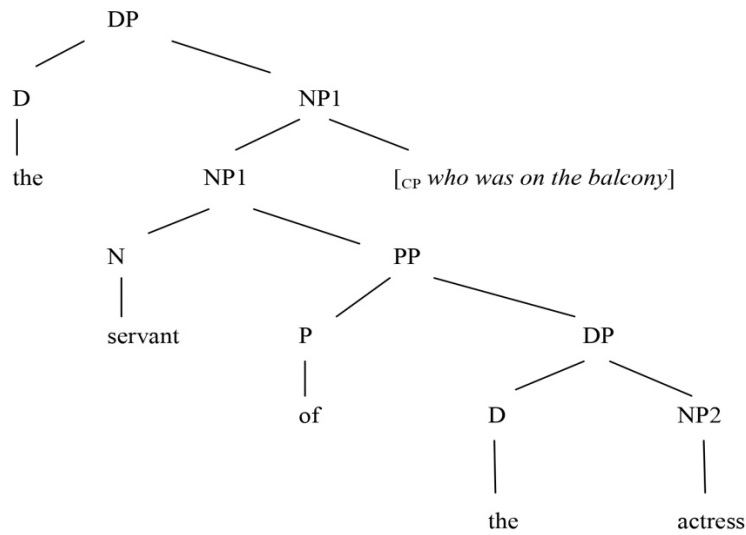 DP
D NP1
the NP1 [CP who was on the balcony]
N PP
servant P DP
of D NP2
the actress